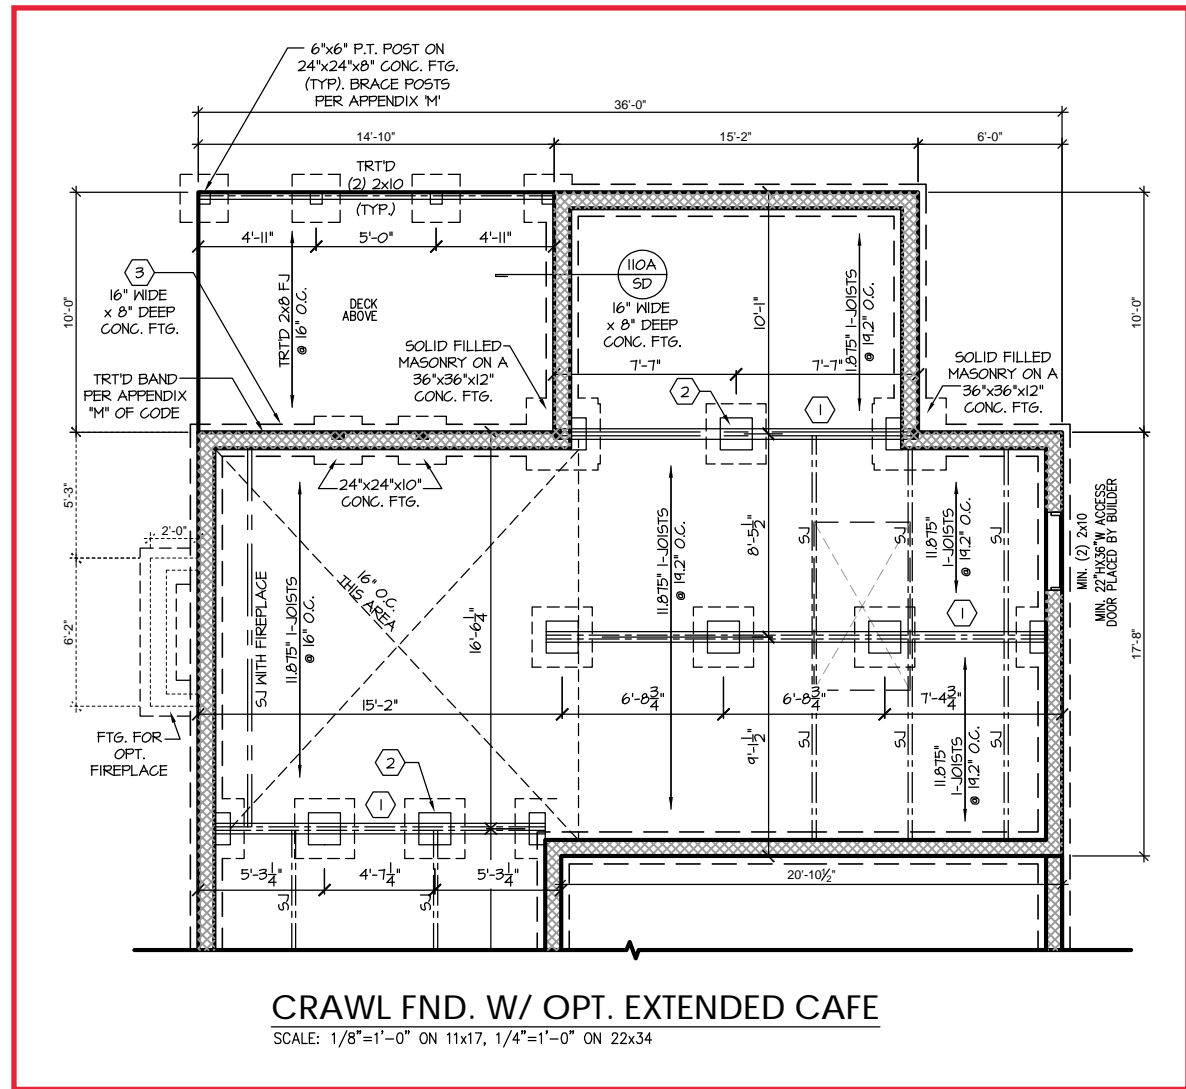 6"x6" P.T. POST ON
24"x24"x8" CONC. FTG.
(TYP). BRACE POSTS
PER APPENDIX 'M'
36'-0"
14'-10"
15'-2"
6'-0"
TRT'D
(2) 2x10
(TYP.)
4'-11"
5'-0"
4'-11"
3
16" WIDE
x 8" DEEP
CONC. FTG.
10'-0"
TRT'D 2x8 FJ
@ 16" O.C.
DECK
ABOVE
110A
SD
16" WIDE
x 8" DEEP
CONC. FTG.
10'-1"
11.875" I-JOISTS
@ 19.2" O.C.
10'-0"
SOLID FILLED
MASONRY ON A
36"x36"x12"
CONC. FTG.
7'-7"
7'-7"
SOLID FILLED
MASONRY ON A
36"x36"x12"
CONC. FTG.
TRT'D BAND
PER APPENDIX
"M" OF CODE
2
1
24"x24"x10"
CONC. FTG.
5'-3"
2'-0"
6'-2"
SJ WITH FIREPLACE
11.875" I-JOISTS
@ 16" O.C.
16" O.C.
THIS AREA
16'-6 1/4"
11.875" I-JOISTS
@ 19.2" O.C.
8'-5 1/2"
SJ
SJ
SJ
11.875"
I-JOISTS
@ 19.2" O.C.
1
MIN. (2) 2x10
MIN. 22"HX36"W ACCESS
DOOR PLACED BY BUILDER
17'-8"
15'-2"
6'-8 3/4"
6'-8 3/4"
7'-4 3/4"
FTG. FOR
OPT.
FIREPLACE
9'-1 1/2"
SJ
SJ
SJ
11.875"
I-JOISTS
@ 19.2" O.C.
2
1
5'-3 1/4"
4'-7 1/4"
5'-3 1/4"
20'-10 1/2"
SJ
SJ
CRAWL FND. W/ OPT. EXTENDED CAFE
SCALE: 1/8"=1'-0" ON 11x17, 1/4"=1'-0" ON 22x34